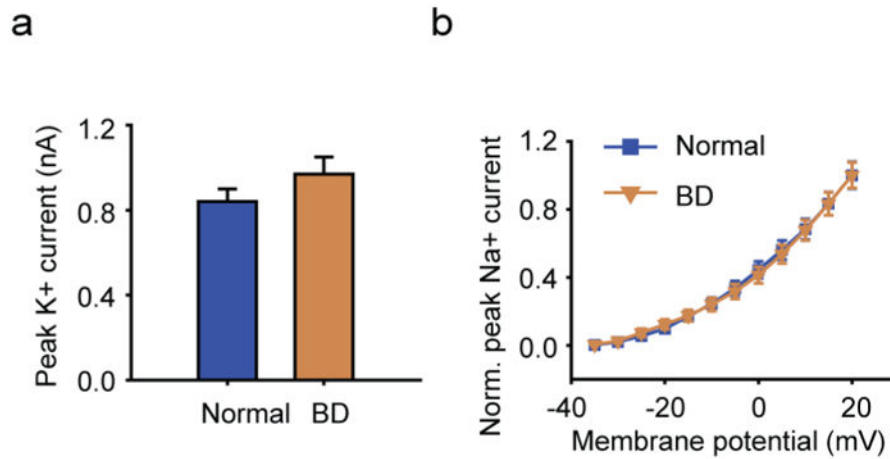 a
Peak K+ current (nA)
1.2
0.8
0.4
0.0
Normal BD
b
Norm. peak Na+ current
1.2
0.8
0.4
0.0
Normal
BD
-40 -20 0 20
Membrane potential (mV)